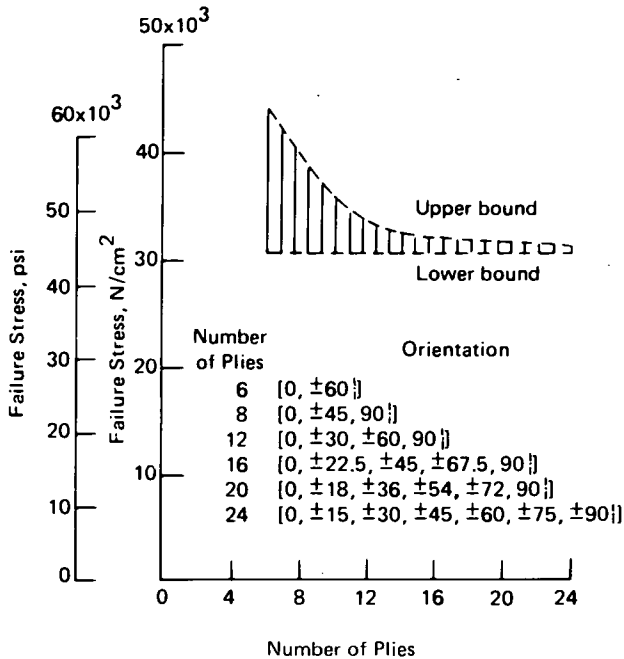 50x10³
60x10³
40
Upper bound
50
Lower bound
30
40
Failure Stress, psi
Failure Stress, N/cm²
Number of Plies Orientation
30
20
6 [0, ±60]
8 [0, ±45, 90]
20
12 [0, ±30, ±60, 90]
16 [0, ±22.5, ±45, ±67.5, 90]
10
20 [0, ±18, ±36, ±54, ±72, 90]
10
24 [0, ±15, ±30, ±45, ±60, ±75, ±90]
0
0 4 8 12 16 20 24
Number of Plies